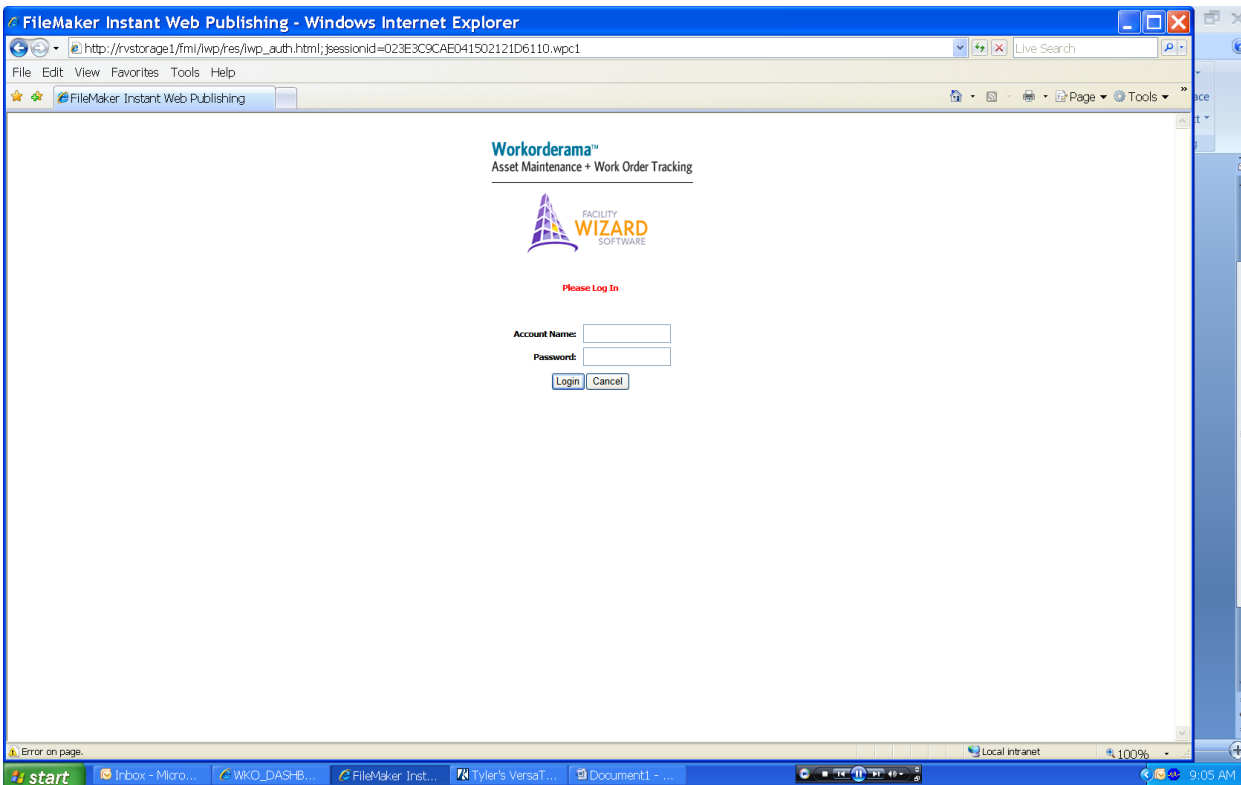 FileMaker Instant Web Publishing - Windows Internet Explorer
http://rvstorage1/fmi/iwp/res/iwp_auth.html;jsessionid=023E3C9CAE041502121D6110.wpc1
Live Search
File Edit View Favorites Tools Help
FileMaker Instant Web Publishing
Page Tools »
ace
Workorderama™
Asset Maintenance + Work Order Tracking
FACILITY
WIZARD
SOFTWARE
Please Log In
Account Name:
Password:
Login Cancel
Error on page.
Local intranet
100%
start
Inbox - Micro...
WKO_DASHB...
FileMaker Inst...
Tyler's VersaT...
Document1 - ...
9:05 AM